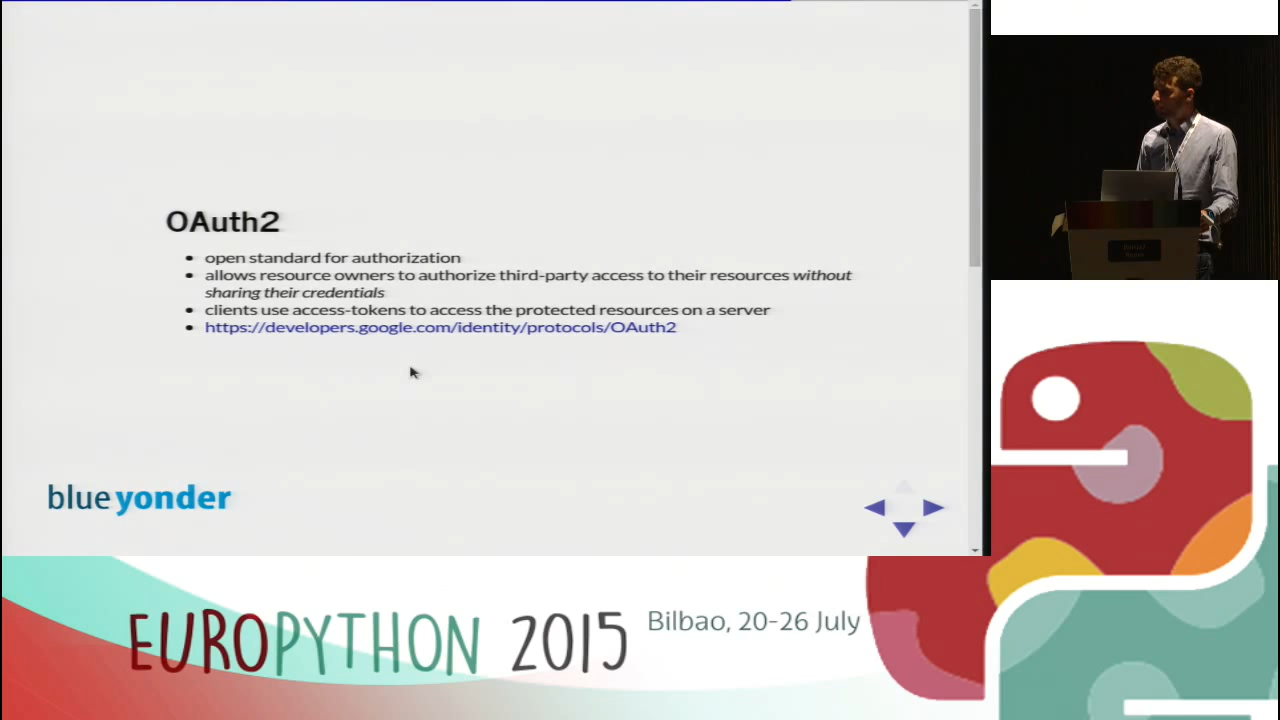 OAuth2
open standard for authorization
allows resource owners to authorize third-party access to their resources without
sharing their credentials
clients use access-tokens to access the protected resources on a server
https://developers.google.com/identity/protocols/OAuth2
blue yonder
EUROPYTHON 2015
Bilbao, 20-26 July